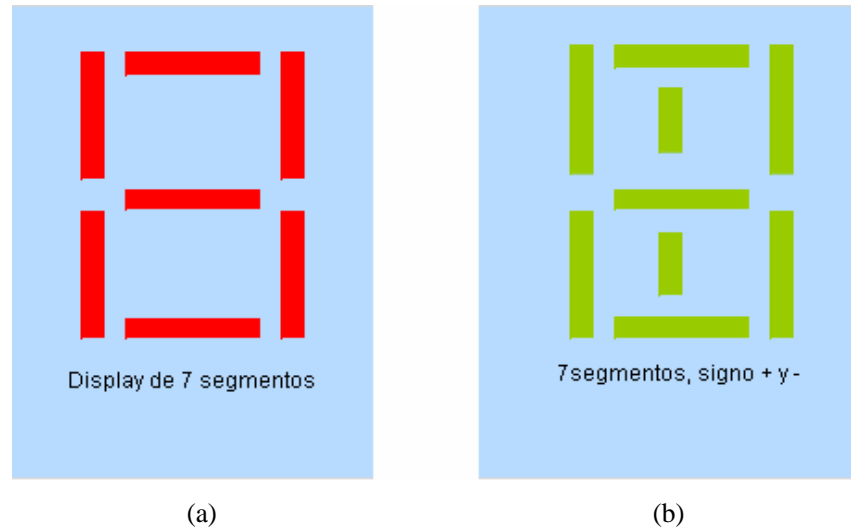 Display de 7 segmentos
7segmentos, signo + y -
(a)
(b)